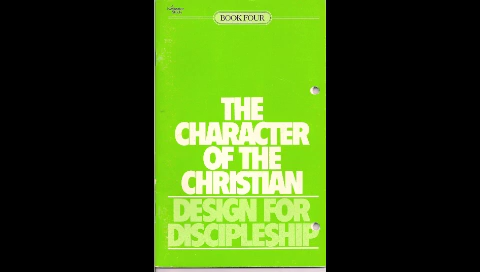 BOOK FOUR
THE
CHARACTER
OF THE
CHRISTIAN
DESIGN FOR
DISCIPLESHIP